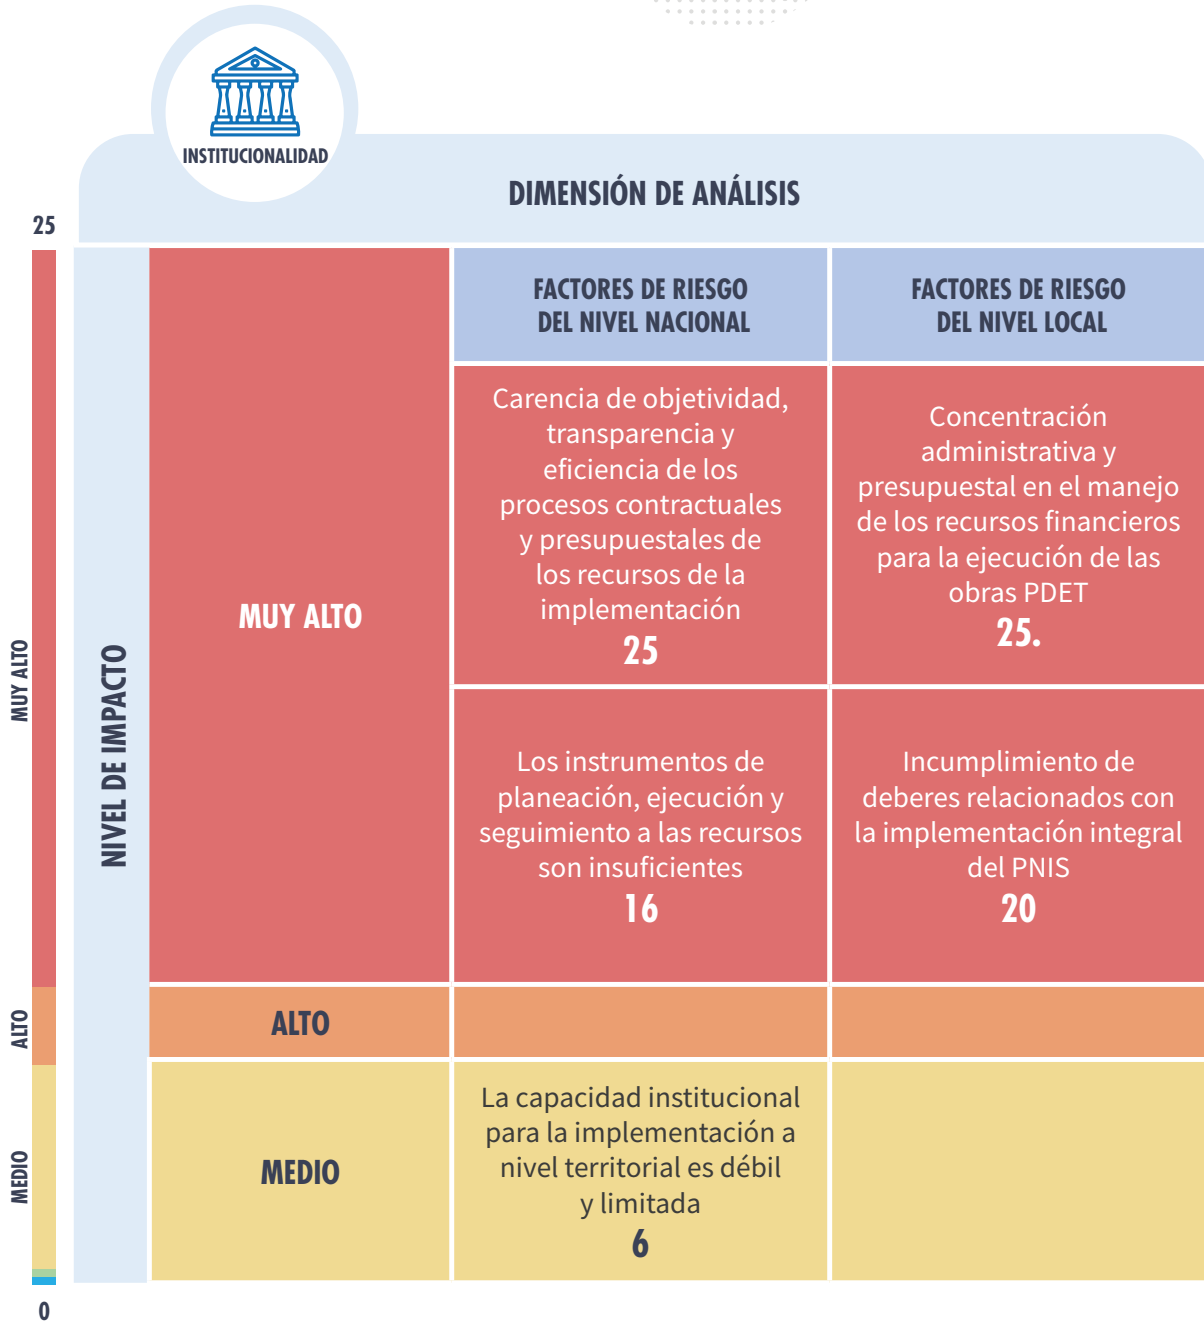 INSTITUCIONALIDAD
DIMENSIÓN DE ANÁLISIS
25
MUY ALTO
ALTO
MEDIO
0
NIVEL DE IMPACTO
FACTORES DE RIESGO
DEL NIVEL NACIONAL
FACTORES DE RIESGO
DEL NIVEL LOCAL
MUY ALTO
Carencia de objetividad,
transparencia y
eficiencia de los
procesos contractuales
y presupuestales de
los recursos de la
implementación
25
Concentración
administrativa y
presupuestal en el manejo
de los recursos financieros
para la ejecución de las
obras PDET
25.
Los instrumentos de
planeación, ejecución y
seguimiento a las recursos
son insuficientes
16
Incumplimiento de
deberes relacionados con
la implementación integral
del PNIS
20
ALTO
MEDIO
La capacidad institucional
para la implementación a
nivel territorial es débil
y limitada
6